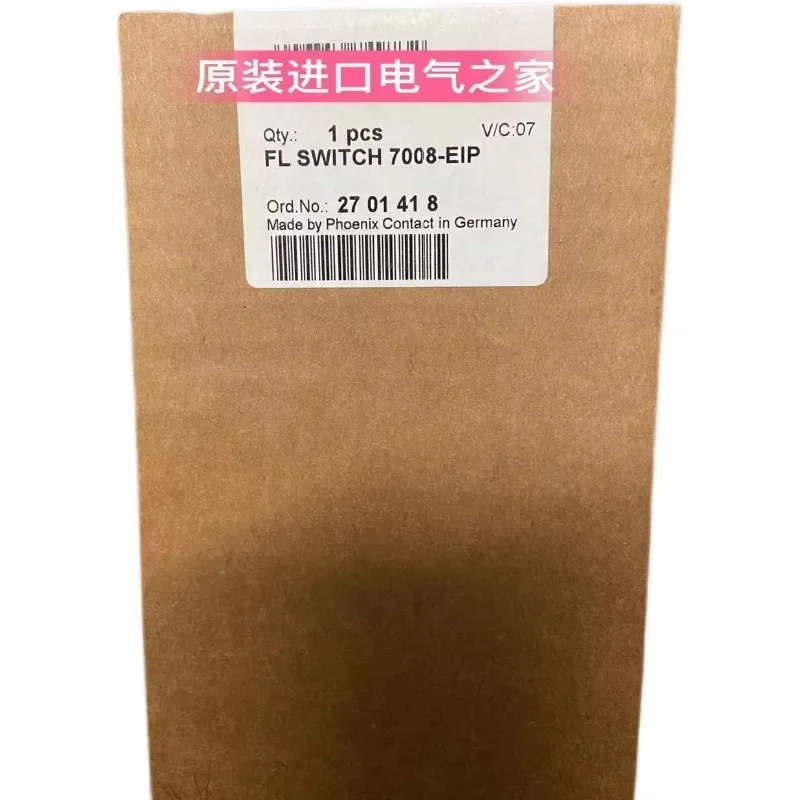 原装进口电气之家
Qty.: 1 pcs V/C:07
FL SWITCH 7008-EIP
Ord.No.: 27 01 41 8
Made by Phoenix Contact in Germany